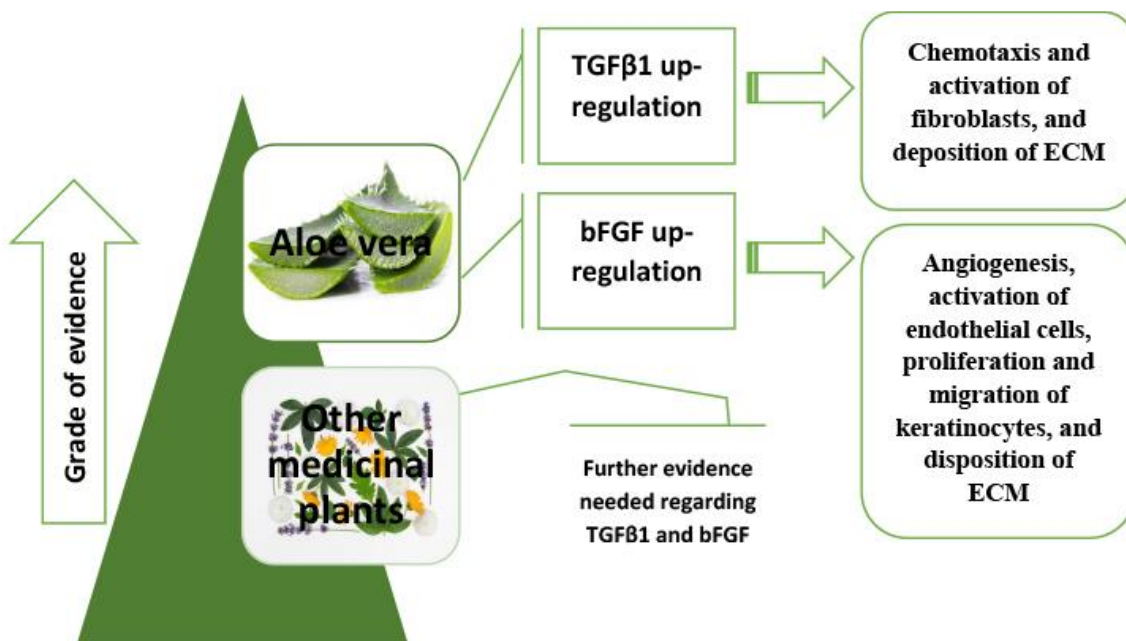 Grade of evidence
Aloe vera
Other
medicinal
plants
TGFβ1 up-
regulation
bFGF up-
regulation
Further evidence
needed regarding
TGFβ1 and bFGF
Chemotaxis and
activation of
fibroblasts, and
deposition of ECM
Angiogenesis,
activation of
endothelial cells,
proliferation and
migration of
keratinocytes, and
disposition of
ECM